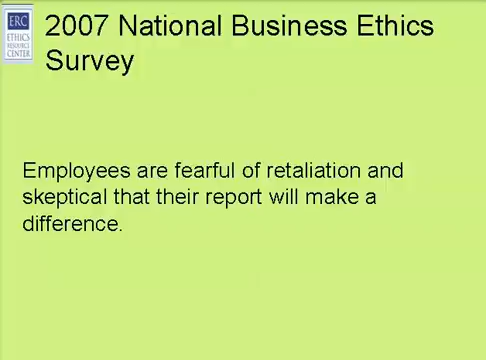 ERC
ETHICS
RESOURCE
CENTER
2007 National Business Ethics
Survey
Employees are fearful of retaliation and
skeptical that their report will make a
difference.